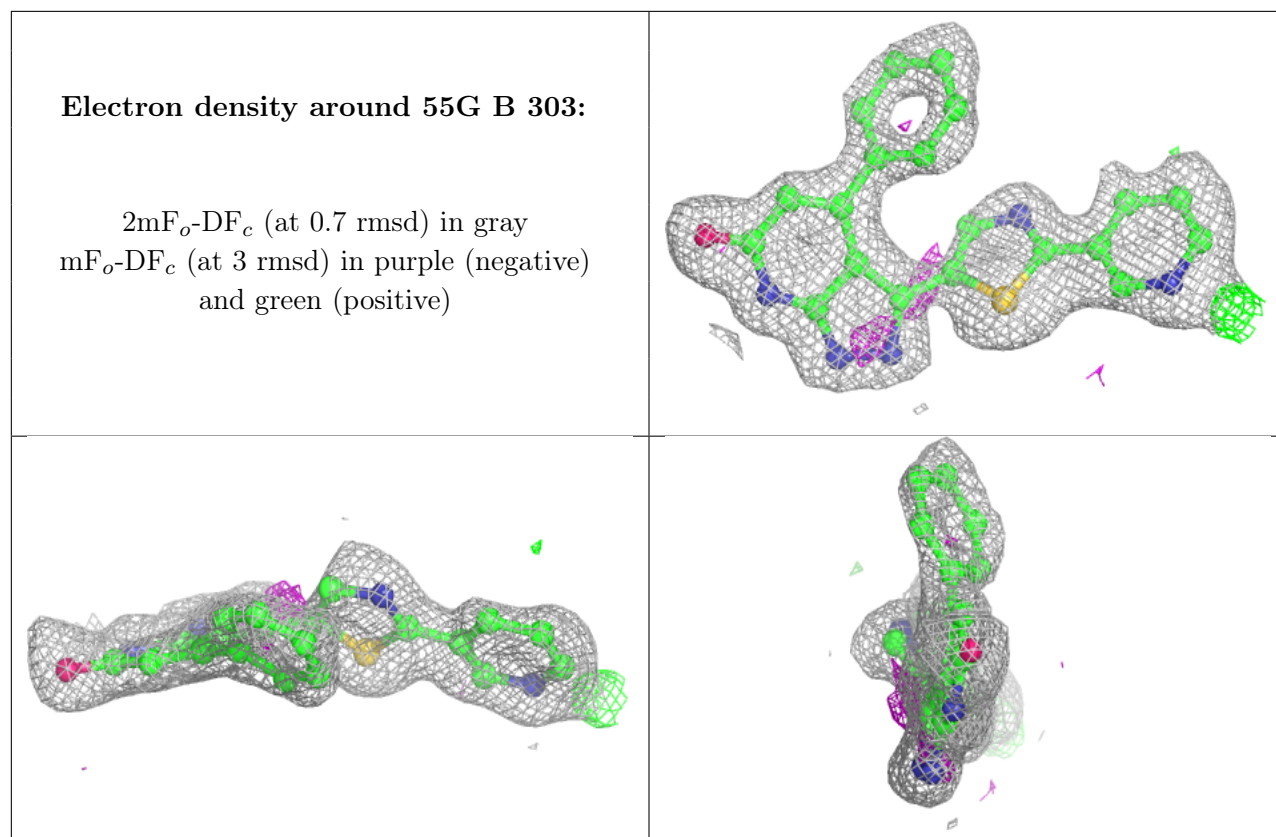 Electron density around 55G B 303:
2mFo-DFc (at 0.7 rmsd) in gray
mFo-DFc (at 3 rmsd) in purple (negative)
and green (positive)